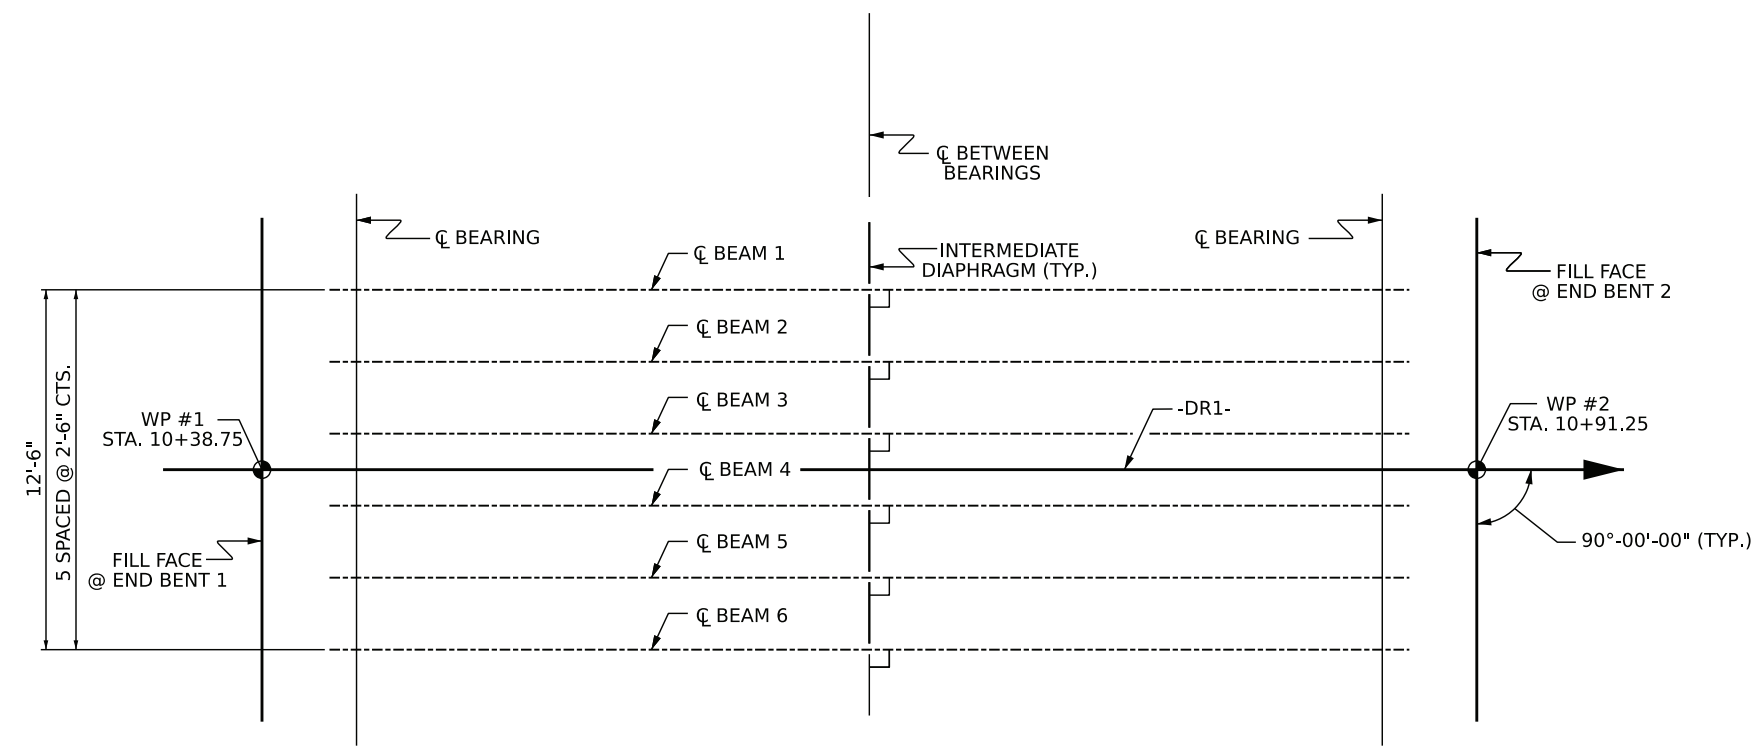 ℄ BETWEEN
BEARINGS
℄ BEARING
℄ BEARING
℄ BEAM 1
INTERMEDIATE
DIAPHRAGM (TYP.)
FILL FACE
@ END BENT 2
℄ BEAM 2
℄ BEAM 3
-DR1-
WP #1
STA. 10+38.75
WP #2
STA. 10+91.25
12'-6"
5 SPACED @ 2'-6" CTS.
℄ BEAM 4
℄ BEAM 5
90°-00'-00" (TYP.)
FILL FACE
@ END BENT 1
℄ BEAM 6